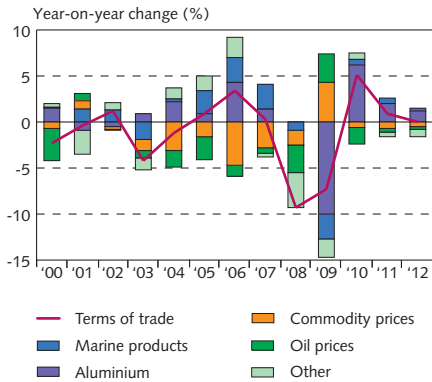 Year-on-year change (%)
10
5
0
-5
-10
-15
'00 '01 '02 '03 '04 '05 '06 '07 '08 '09 '10 '11 '12
Terms of trade
Commodity prices
Marine products
Oil prices
Aluminium
Other